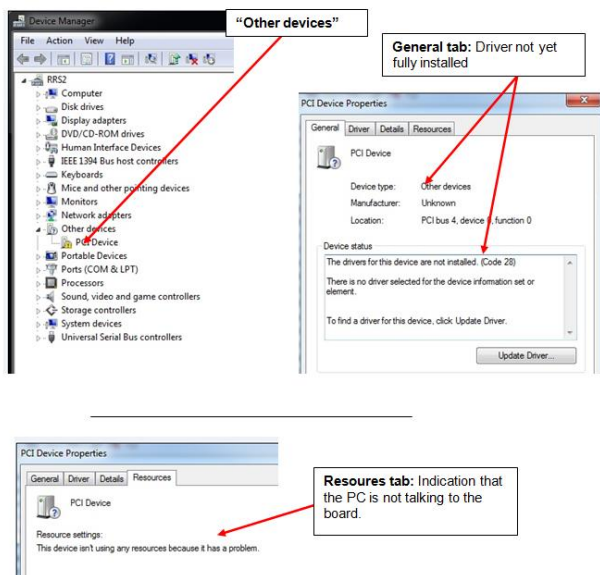 Device Manager
"Other devices"
File Action View Help
General tab: Driver not yet
fully installed
RRS2
Computer
Disk drives
Display adapters
DVD/CD-ROM drives
Human Interface Devices
IEEE 1394 Bus host controllers
Keyboards
Mice and other pointing devices
Monitors
Network adapters
Other devices
PCI Device
Portable Devices
Ports (COM & LPT)
Processors
Sound, video and game controllers
Storage controllers
System devices
Universal Serial Bus controllers
PCI Device Properties
General Driver Details Resources
PCI Device
Device type: Other devices
Manufacturer: Unknown
Location: PCI bus 4, device 0, function 0
Device status
The drivers for this device are not installed. (Code 28)
There is no driver selected for the device information set or
element.
To find a driver for this device, click Update Driver.
Update Driver...
PCI Device Properties
General Driver Details Resources
PCI Device
Resource settings:
This device isn't using any resources because it has a problem.
Resoures tab: Indication that
the PC is not talking to the
board.